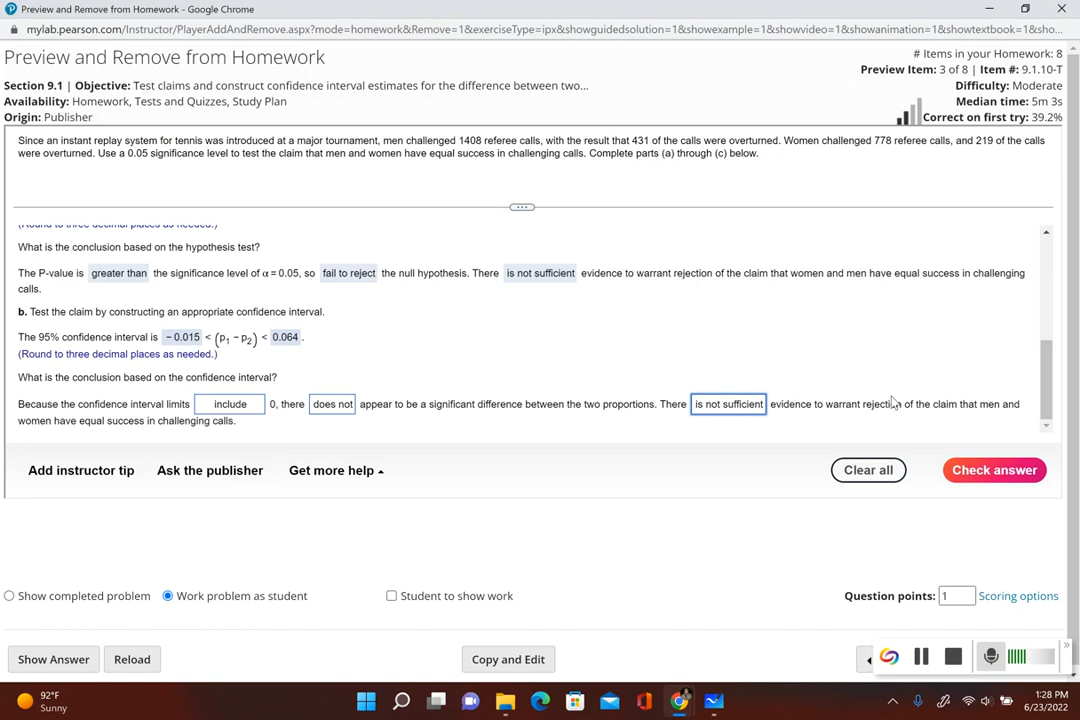 Preview and Remove from Homework - Google Chrome
mylab.pearson.com/Instructor/PlayerAddAndRemove.aspx?mode=homework&Remove=1&exerciseType=ipx&showguidedsolution=1&showexample=1&showvideo=1&showanimation=1&showtextbook=1&sho...
Preview and Remove from Homework
# Items in your Homework: 8
Preview Item: 3 of 8 | Item #: 9.1.10-T
Section 9.1 | Objective: Test claims and construct confidence interval estimates for the difference between two...
Difficulty: Moderate
Availability: Homework, Tests and Quizzes, Study Plan
Median time: 5m 3s
Origin: Publisher
Correct on first try: 39.2%
Since an instant replay system for tennis was introduced at a major tournament, men challenged 1408 referee calls, with the result that 431 of the calls were overturned. Women challenged 778 referee calls, and 219 of the calls
were overturned. Use a 0.05 significance level to test the claim that men and women have equal success in challenging calls. Complete parts (a) through (c) below.
(Round to three decimal places as needed.)
What is the conclusion based on the hypothesis test?
The P-value is greater than the significance level of α = 0.05, so fail to reject the null hypothesis. There is not sufficient evidence to warrant rejection of the claim that women and men have equal success in challenging
calls.
b. Test the claim by constructing an appropriate confidence interval.
The 95% confidence interval is − 0.015 < (p1 − p2) < 0.064.
(Round to three decimal places as needed.)
What is the conclusion based on the confidence interval?
Because the confidence interval limits include 0, there does not appear to be a significant difference between the two proportions. There is not sufficient evidence to warrant rejection of the claim that men and
women have equal success in challenging calls.
Add instructor tip Ask the publisher Get more help Clear all Check answer
Show completed problem Work problem as student Student to show work Question points: 1 Scoring options
Show Answer Reload Copy and Edit
92°F
Sunny
1:28 PM
6/23/2022